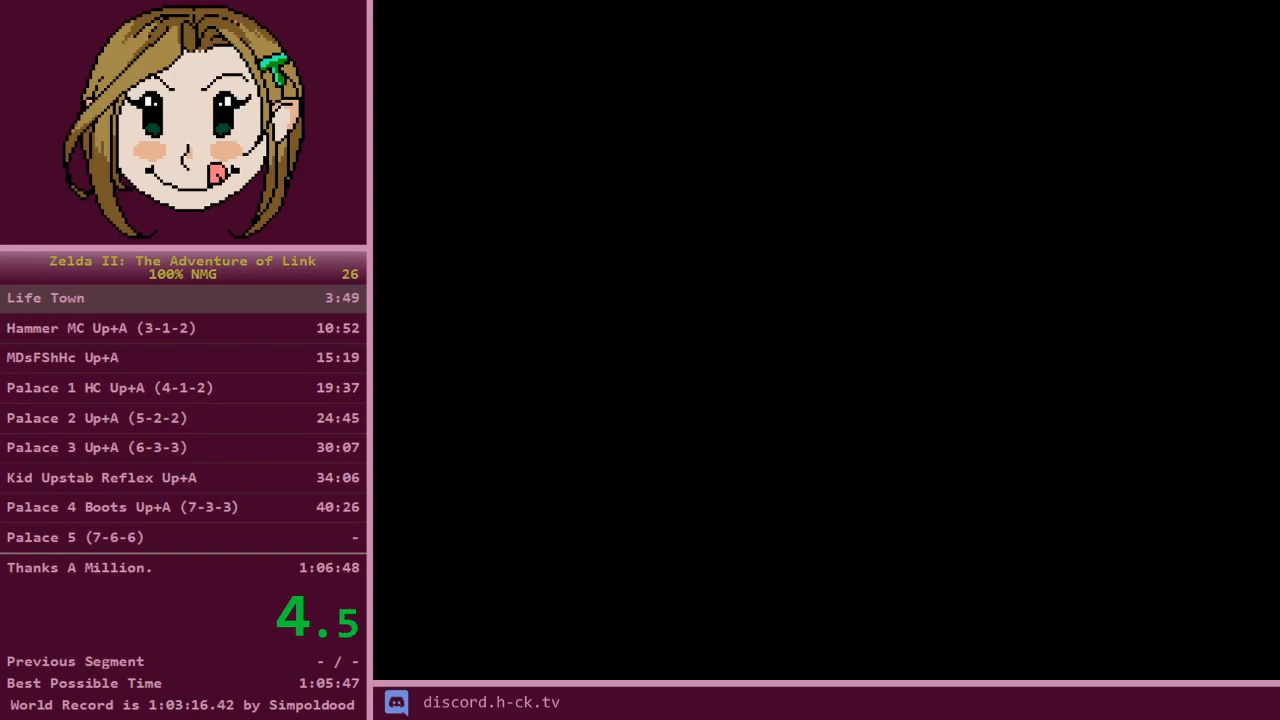 Zelda II: The Adventure of Link
100% NMG 26
Life Town 3:49
Hammer MC Up+A (3-1-2) 10:52
MDsFShHc Up+A 15:19
Palace 1 HC Up+A (4-1-2) 19:37
Palace 2 Up+A (5-2-2) 24:45
Palace 3 Up+A (6-3-3) 30:07
Kid Upstab Reflex Up+A 34:06
Palace 4 Boots Up+A (7-3-3) 40:26
Palace 5 (7-6-6) -
Thanks A Million. 1:06:48
4.5
Previous Segment - / -
Best Possible Time 1:05:47
World Record is 1:03:16.42 by Simpoldood
discord.h-ck.tv